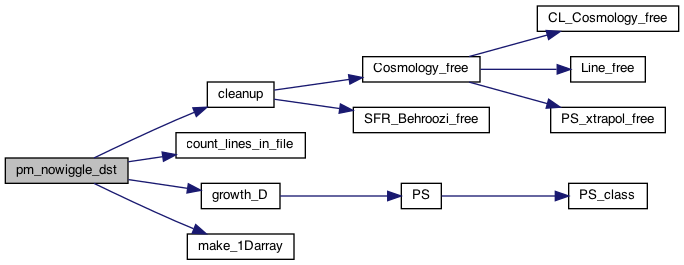 CL_Cosmology_free
Cosmology_free
Line_free
cleanup
SFR_Behroozi_free
PS_xtrapol_free
count_lines_in_file
pm_nowiggle_dst
growth_D
PS
PS_class
make_1Darray